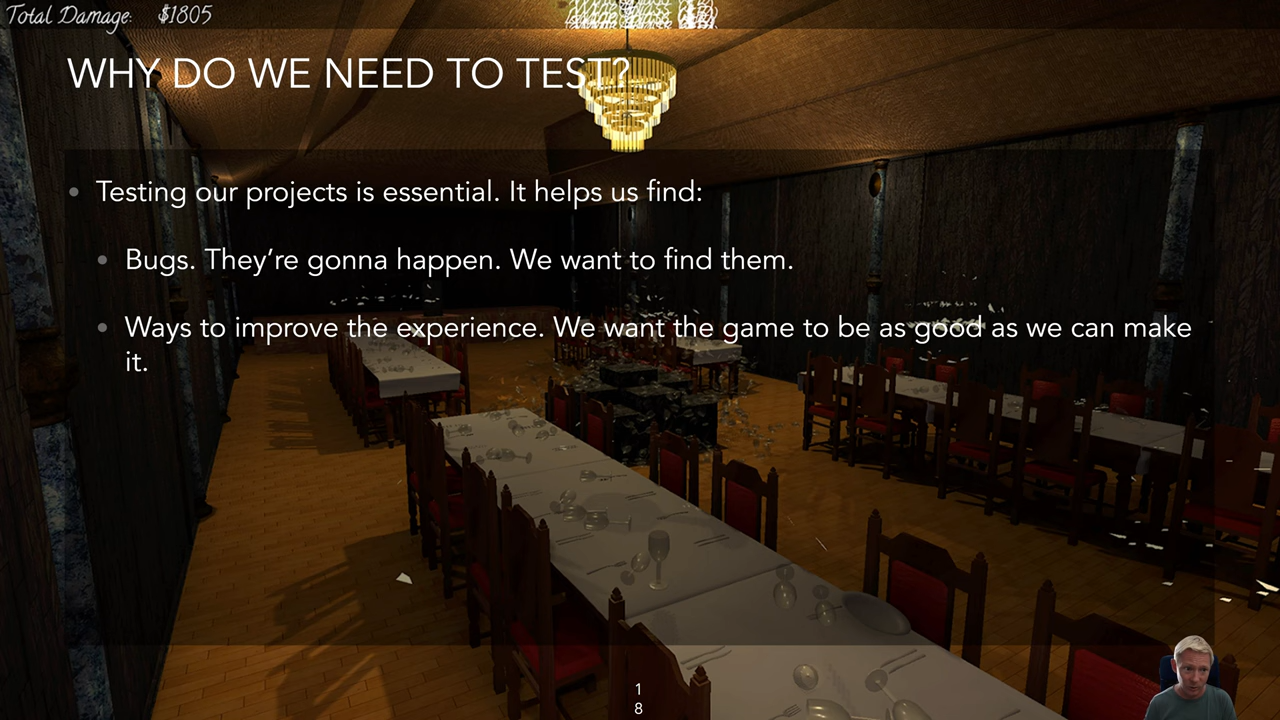 Total Damage: $1805
WHY DO WE NEED TO TEST?
Testing our projects is essential. It helps us find:
Bugs. They're gonna happen. We want to find them.
Ways to improve the experience. We want the game to be as good as we can make
it.
1
8